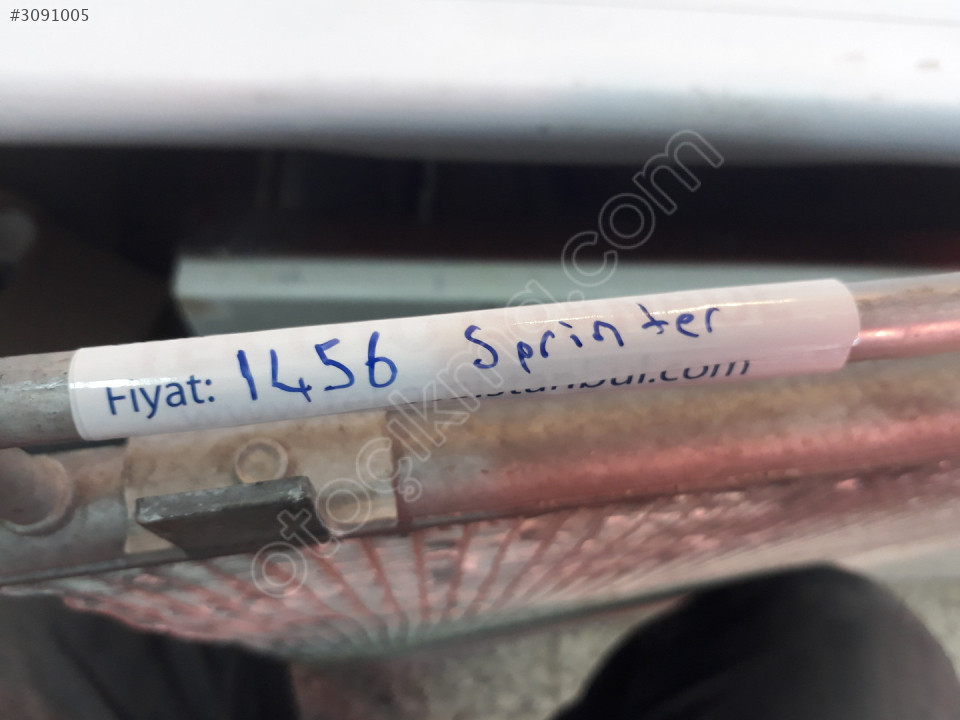 #3091005
otoçıkma.com
Fiyat: 1456 Sprinter